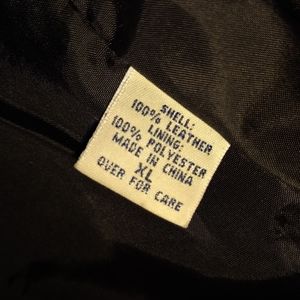 SHELL:
100% LEATHER
LINING:
100% POLYESTER
MADE IN CHINA
XL
OVER FOR CARE